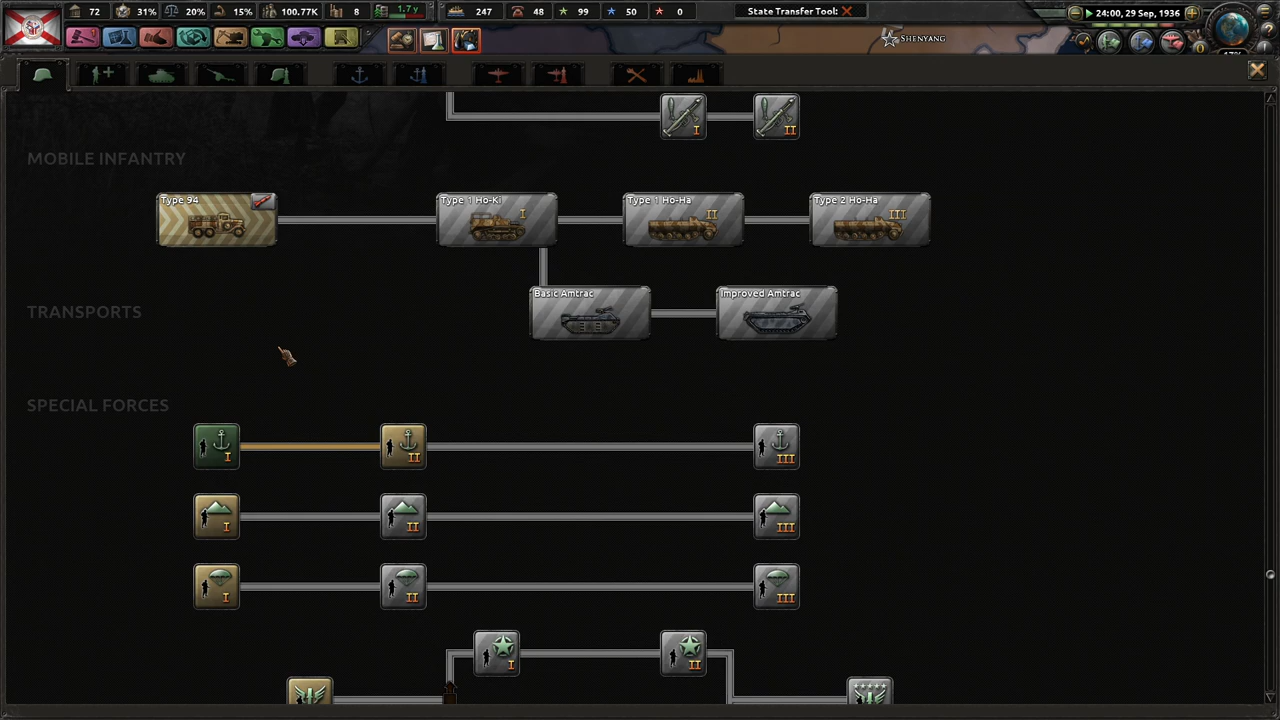 72 31% 20% 15% 100.77K 8 1.7 y 247 48 99 50 0 State Transfer Tool: 24:00, 29 Sep, 1936
SHENYANG
0
I II
MOBILE INFANTRY
Type 94 Type 1 Ho-Ki I Type 1 Ho-Ha II Type 2 Ho-Ha III
Basic Amtrac Improved Amtrac
TRANSPORTS
SPECIAL FORCES
I II III
I II III
I II III
I II